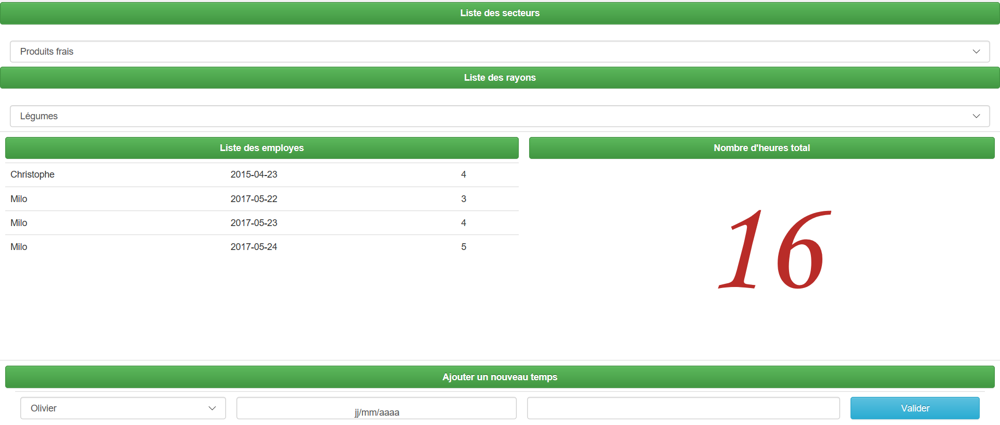 Liste des secteurs
Produits frais
Liste des rayons
Légumes
Liste des employes
Nombre d'heures total
Christophe 2015-04-23 4
Milo 2017-05-22 3
Milo 2017-05-23 4
Milo 2017-05-24 5
16
Ajouter un nouveau temps
Olivier jj/mm/aaaa Valider